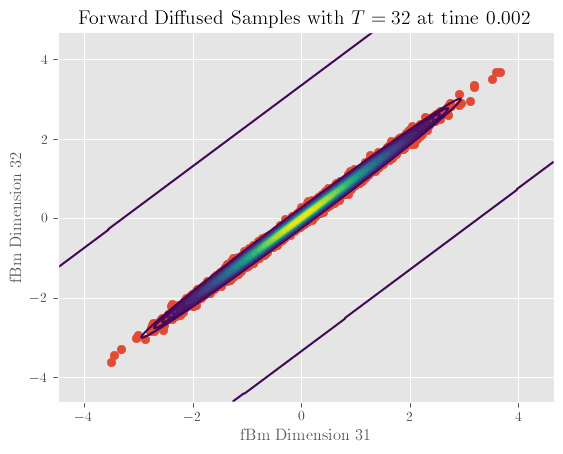 Forward Diffused Samples with T = 32 at time 0.002
fBm Dimension 32
4
2
0
−2
−4
−4 −2 0 2 4
fBm Dimension 31